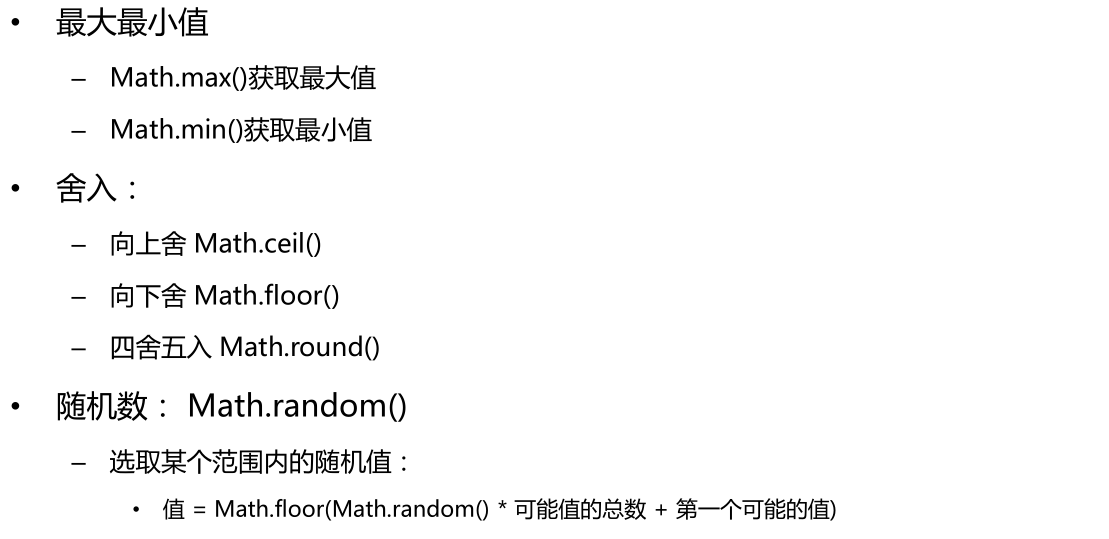 • 最大最小值
– Math.max()获取最大值
– Math.min()获取最小值
• 舍入：
– 向上舍 Math.ceil()
– 向下舍 Math.floor()
– 四舍五入 Math.round()
• 随机数： Math.random()
– 选取某个范围内的随机值：
• 值 = Math.floor(Math.random() * 可能值的总数 + 第一个可能的值)